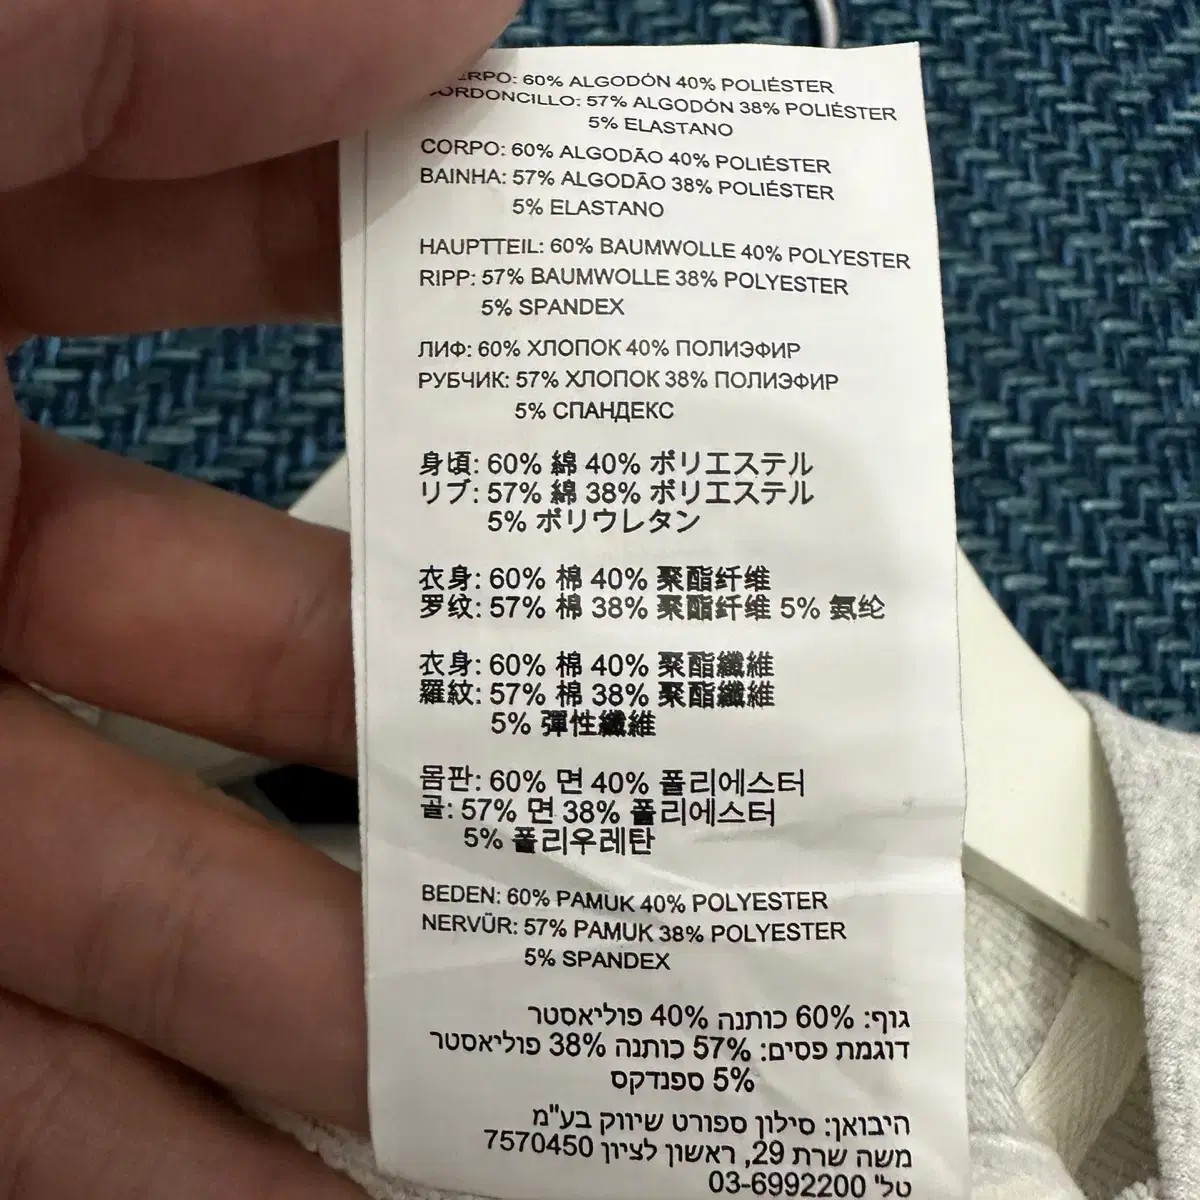 60% ALGODÓN 40% POLIÉSTER
57% ALGODÓN 38% POLIÉSTER
5% ELASTANO
CORPO: 60% ALGODÃO 40% POLIÉSTER
BAINHA: 57% ALGODÃO 38% POLIÉSTER
5% ELASTANO
HAUPTTEIL: 60% BAUMWOLLE 40% POLYESTER
RIPP: 57% BAUMWOLLE 38% POLYESTER
5% SPANDEX
ЛИФ: 60% ХЛОПОК 40% ПОЛИЭФИР
РУБЧИК: 57% ХЛОПОК 38% ПОЛИЭФИР
5% СПАНДЕКС
身頃: 60% 綿 40% ポリエステル
リブ: 57% 綿 38% ポリエステル
5% ポリウレタン
衣身: 60% 棉 40% 聚酯纤维
罗纹: 57% 棉 38% 聚酯纤维 5% 氨纶
衣身: 60% 棉 40% 聚酯纖維
羅紋: 57% 棉 38% 聚酯纖維
5% 彈性纖維
몸판: 60% 면 40% 폴리에스터
골: 57% 면 38% 폴리에스터
5% 폴리우레탄
BEDEN: 60% PAMUK 40% POLYESTER
NERVÜR: 57% PAMUK 38% POLYESTER
5% SPANDEX
גוף: 60% כותנה 40% פוליאסטר
דוגמת פסים: 57% כותנה 38% פוליאסטר
5% ספנדקס
היבואן: סילון ספורט שיווק בע"מ
משה שרת 29, ראשון לציון 7570450
טל' 03-6992200